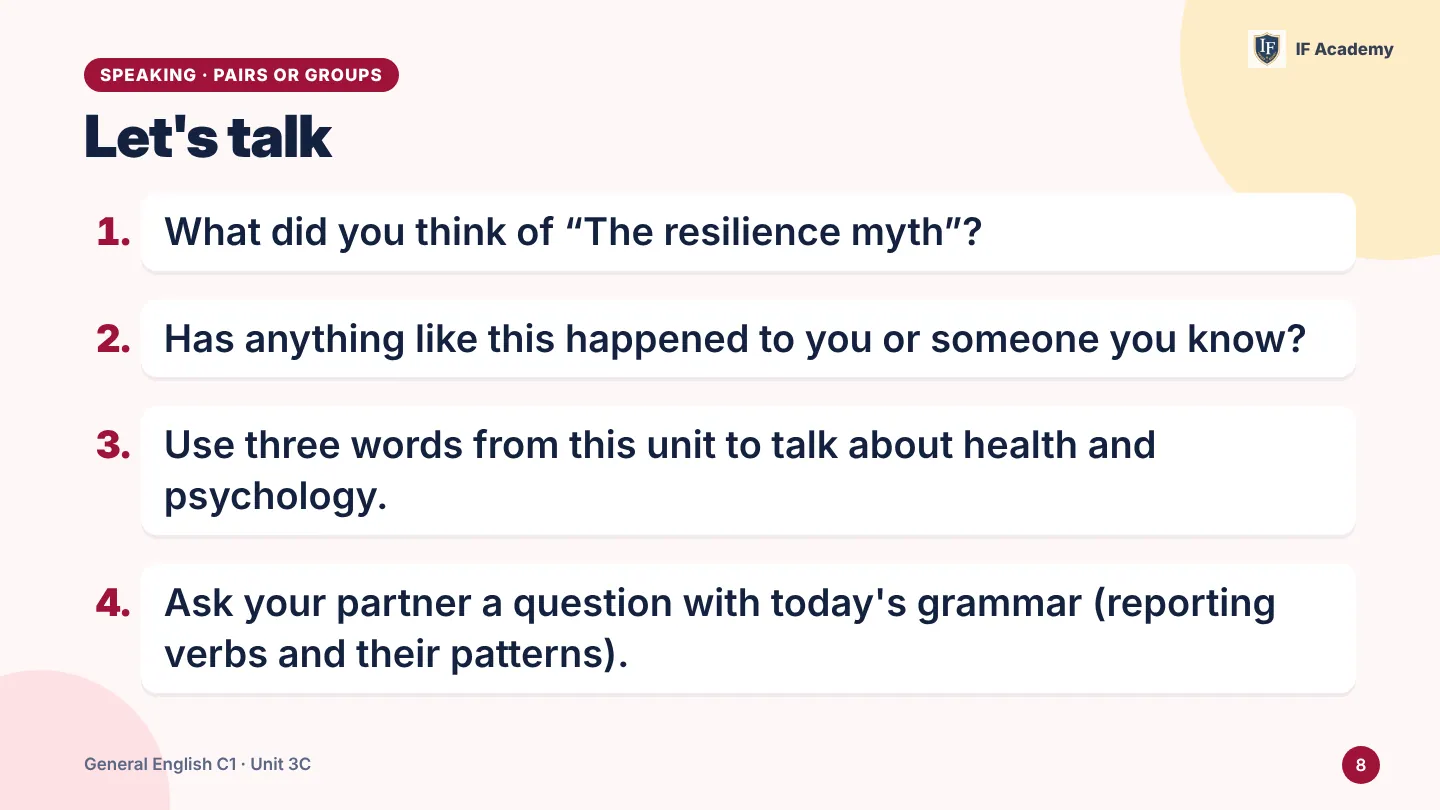 IF Academy
SPEAKING · PAIRS OR GROUPS
Let's talk
1. What did you think of “The resilience myth”?
2. Has anything like this happened to you or someone you know?
3. Use three words from this unit to talk about health and
psychology.
4. Ask your partner a question with today's grammar (reporting
verbs and their patterns).
General English C1 · Unit 3C
8